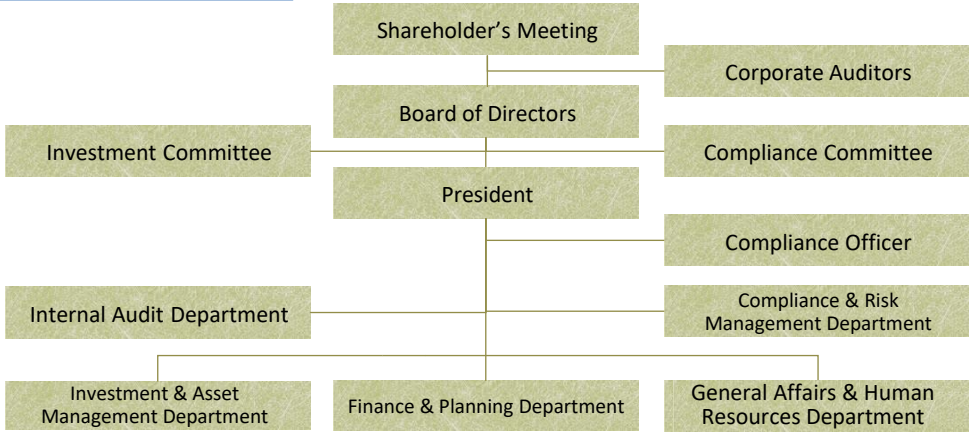 Shareholder’s Meeting
Corporate Auditors
Board of Directors
Investment Committee
Compliance Committee
President
Compliance Officer
Internal Audit Department
Compliance & Risk
Management Department
Investment & Asset
Management Department
Finance & Planning Department
General Affairs & Human
Resources Department